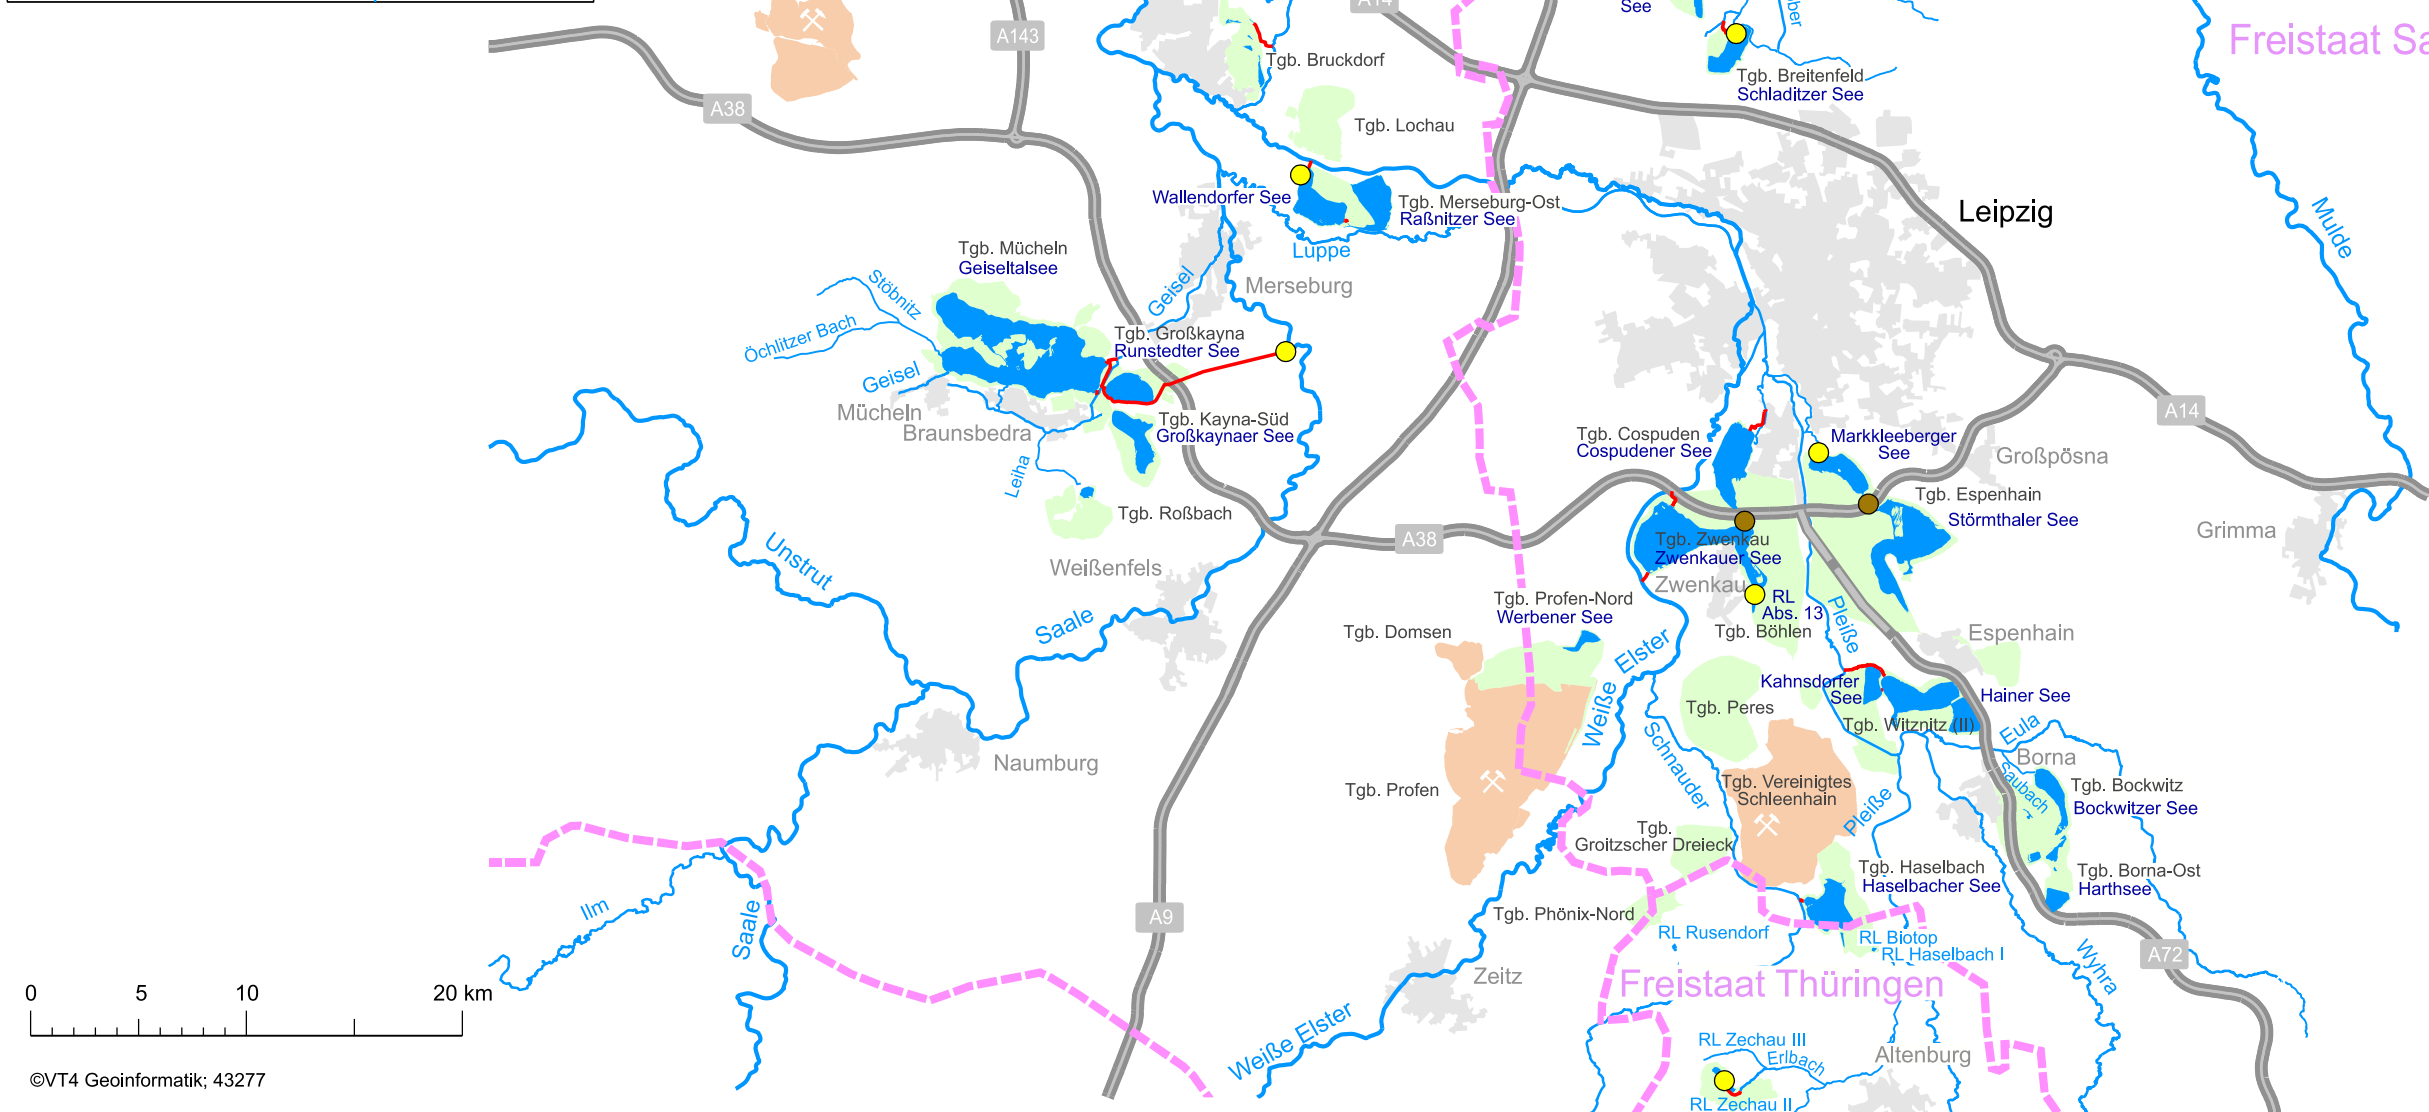 A14
See
A143
Freistaat Sa
Tgb. Bruckdorf
Tgb. Breitenfeld
Schladitzer See
A38
Tgb. Lochau
Wallendorfer See
Tgb. Merseburg-Ost
Raßnitzer See
Leipzig
Mulde
Luppe
Tgb. Mücheln
Geiseltalsee
Stöbnitz
Geisel
Merseburg
Öchlitzer Bach
Tgb. Großkayna
Runstedter See
Geisel
Mücheln
Braunsbedra
Tgb. Kayna-Süd
Großkaynaer See
Leiha
Tgb. Roßbach
Tgb. Cospuden
Cospudener See
Markkleeberger
See
A14
Großpösna
Tgb. Espenhain
Störmthaler See
Grimma
A38
Tgb. Zwenkau
Zwenkauer See
Zwenkau
Unstrut
Weißenfels
Saale
RL
Abs. 13
Tgb. Böhlen
Tgb. Profen-Nord
Werbener See
Tgb. Domsen
Pleiße
Espenhain
Weiße Elster
Kahnsdorfer
See
Hainer See
Tgb. Peres
Tgb. Witznitz (II)
Eula
Borna
Schnauder
Naumburg
Tgb. Profen
Tgb. Vereinigtes
Schleenhain
Saubach
Tgb. Bockwitz
Bockwitzer See
Pleiße
Tgb.
Groitzscher Dreieck
Tgb. Haselbach
Haselbacher See
Tgb. Borna-Ost
Harthsee
Ilm
Saale
A9
Tgb. Phönix-Nord
RL Rusendorf
RL Biotop
RL Haselbach I
Wyhra
A72
Zeitz
Freistaat Thüringen
0 5 10 20 km
Weiße Elster
RL Zechau III
Erlbach
Altenburg
©VT4 Geoinformatik; 43277
RL Zechau II